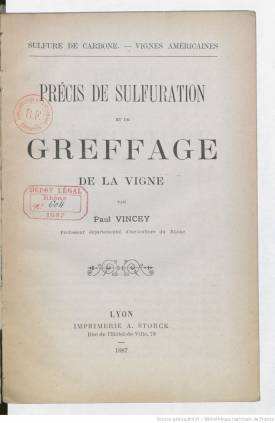 SULFURE DE CARBONE. — VIGNES AMÉRICAINES
PRÉCIS DE SULFURATION
ET DE
GREFFAGE
DE LA VIGNE
PAR
Paul VINCEY
Professeur départemental d'agriculture du Rhône
R.F.
DÉPÔT LÉGAL
Rhône
N°
1887
LYON
IMPRIMERIE A. STORCK
Rue de l'Hôtel-de-Ville, 78
—
1887
Source gallica.bnf.fr / Bibliothèque nationale de France